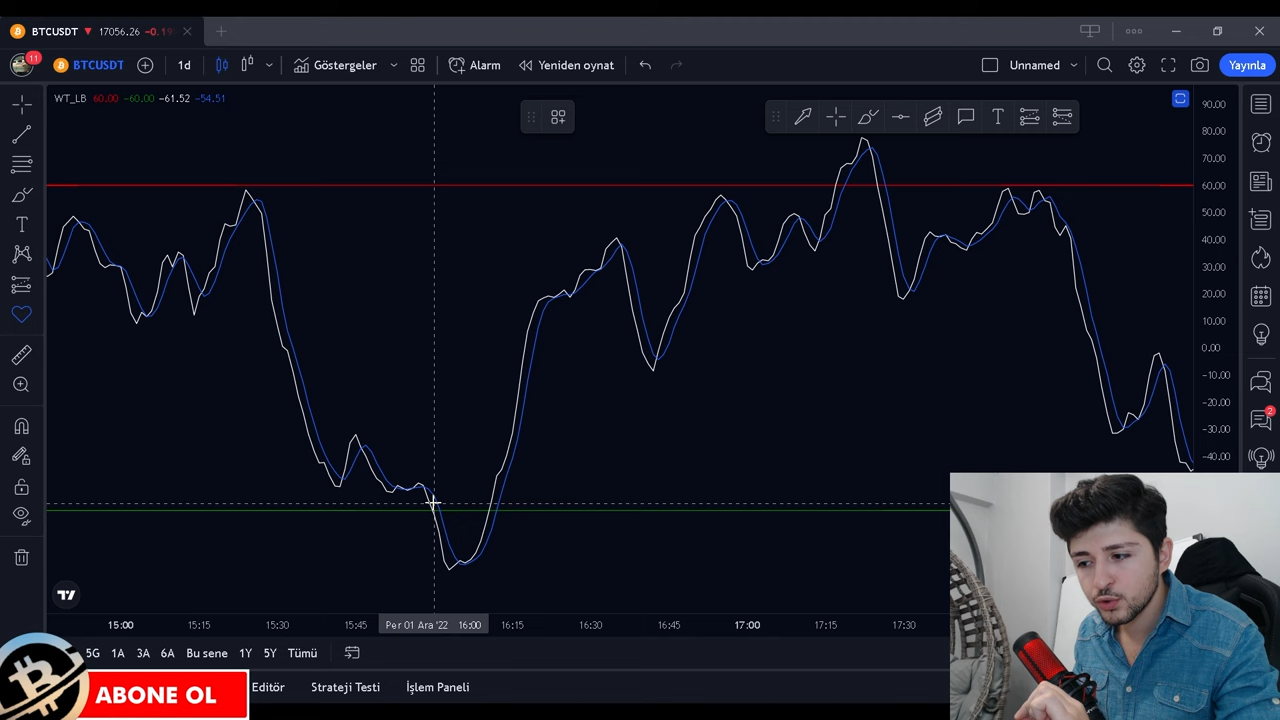 BTCUSDT ▼ 17056.26 -0.19
11 BTCUSDT 1d Göstergeler Alarm Yeniden oynat Unnamed Yayınla
WT_LB 60.00 -60.00 -61.52 -54.51
90.00
80.00
70.00
60.00
50.00
40.00
30.00
20.00
10.00
0.00
-10.00
-20.00
-30.00
-40.00
2
15:00 15:15 15:30 15:45 Per 01 Ara '22 16:00 16:15 16:30 16:45 17:00 17:15 17:30
5G 1A 3A 6A Bu sene 1Y 5Y Tümü
Editör Strateji Testi İşlem Paneli
ABONE OL